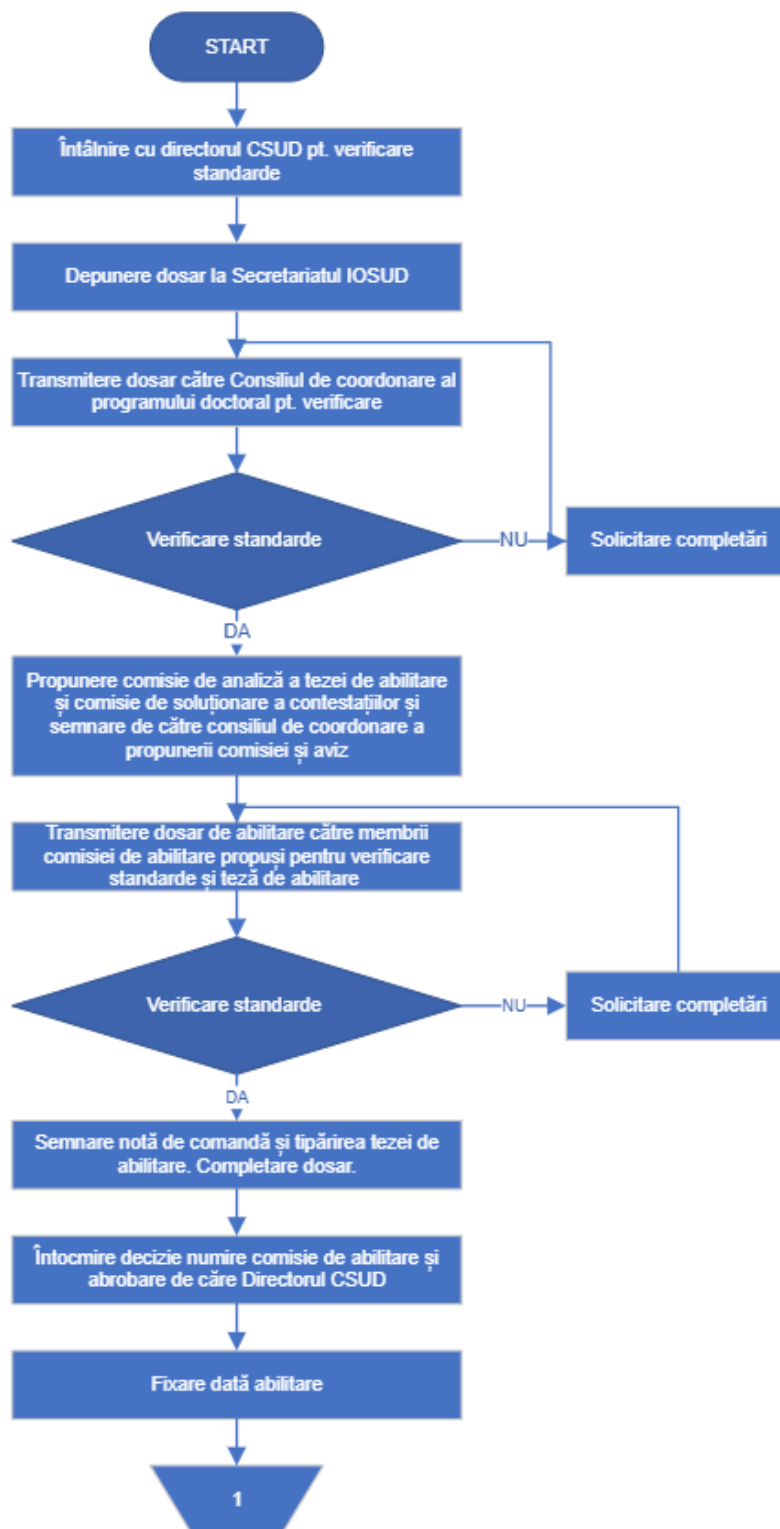 START
Întâlnire cu directorul CSUD pt. verificare
standarde
Depunere dosar la Secretariatul IOSUD
Transmitere dosar către Consiliul de coordonare al
programului doctoral pt. verificare
Verificare standarde
NU
Solicitare completări
DA
Propunere comisie de analiză a tezei de abilitare
și comisie de soluționare a contestațiilor și
semnare de către consiliul de coordonare a
propunerii comisiei și aviz
Transmitere dosar de abilitare către membrii
comisiei de abilitare propuși pentru verificare
standarde și teză de abilitare
Verificare standarde
NU
Solicitare completări
DA
Semnare notă de comandă și tipărirea tezei de
abilitare. Completare dosar.
Întocmire decizie numire comisie de abilitare și
abrobare de căre Directorul CSUD
Fixare dată abilitare
1